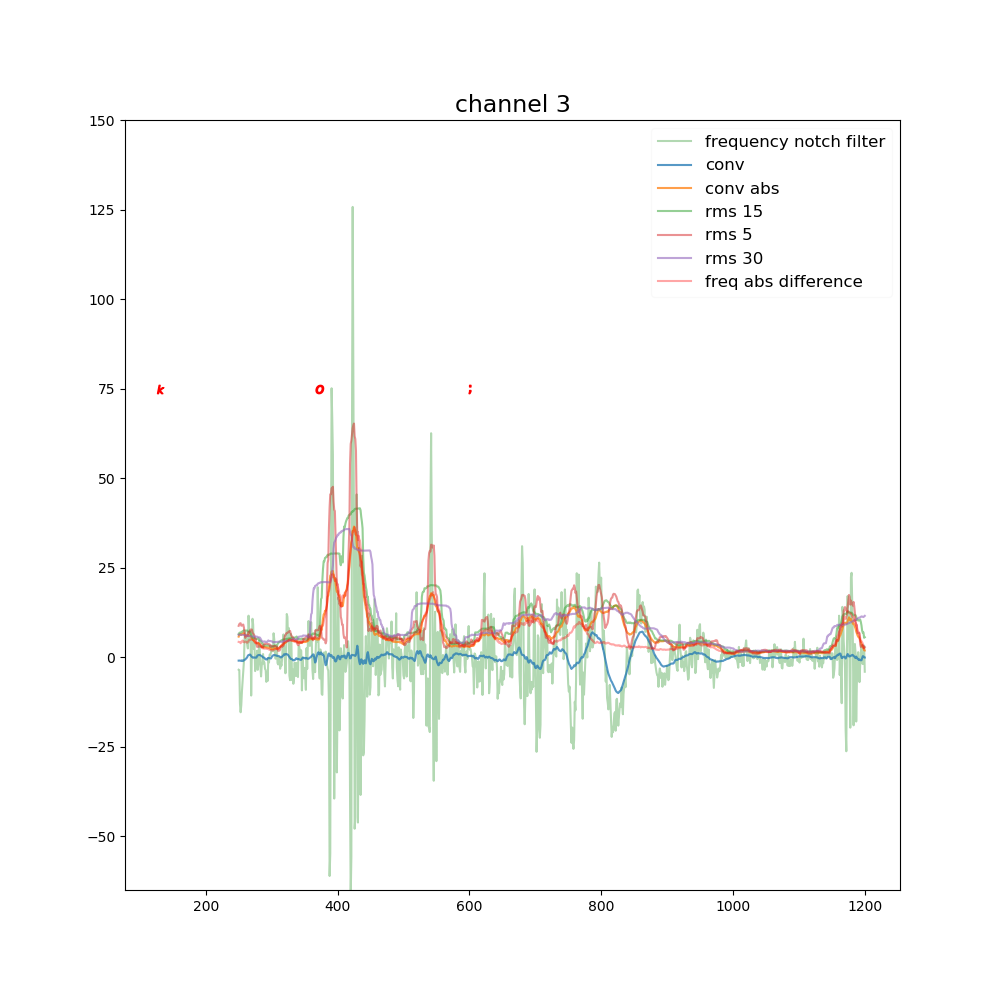 channel 3
150
frequency notch filter
conv
conv abs
rms 15
rms 5
rms 30
freq abs difference
125
100
75
k
o
;
50
25
0
−25
−50
200 400 600 800 1000 1200